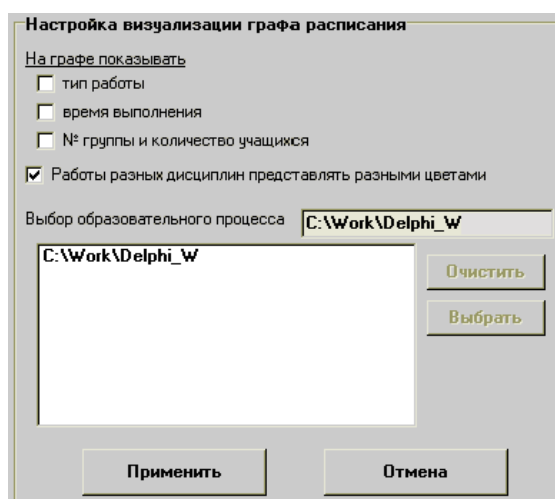 Настройка визуализации графа расписания
На графе показывать
тип работы
время выполнения
№ группы и количество учащихся
Работы разных дисциплин представлять разными цветами
Выбор образовательного процесса C:\Work\Delphi_W
C:\Work\Delphi_W
Очистить
Выбрать
Применить Отмена